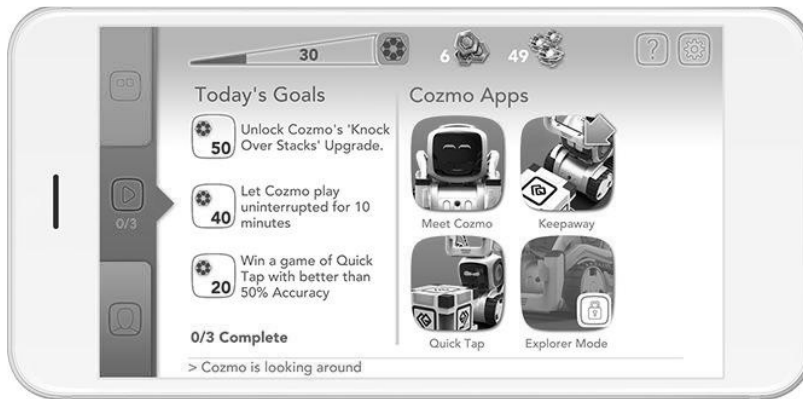 30
6
49
?
Today's Goals
50
Unlock Cozmo's 'Knock
Over Stacks' Upgrade.
40
Let Cozmo play
uninterrupted for 10
minutes
20
Win a game of Quick
Tap with better than
50% Accuracy
0/3 Complete
Cozmo Apps
Meet Cozmo
Keepaway
Quick Tap
Explorer Mode
0/3
> Cozmo is looking around